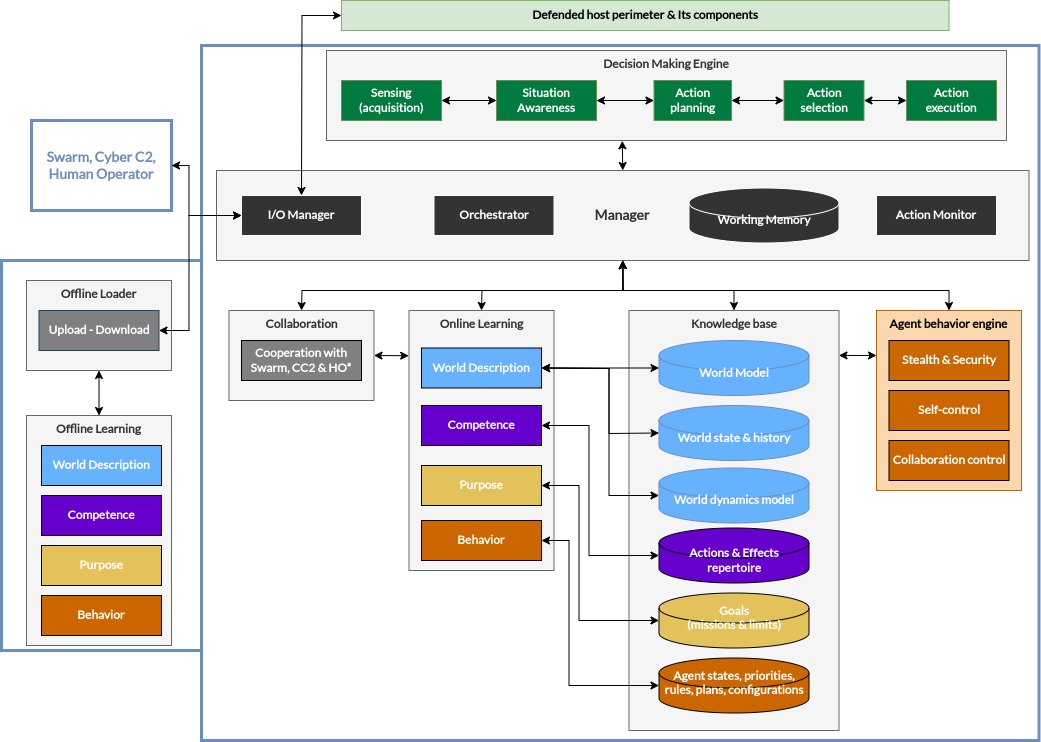 Defended host perimeter & Its components
Decision Making Engine
Sensing
(acquisition)
Situation
Awareness
Action
planning
Action
selection
Action
execution
Swarm, Cyber C2,
Human Operator
I/O Manager
Orchestrator
Manager
Working Memory
Action Monitor
Offline Loader
Upload - Download
Offline Learning
World Description
Competence
Purpose
Behavior
Collaboration
Cooperation with
Swarm, CC2 & HO*
Online Learning
World Description
Competence
Purpose
Behavior
Knowledge base
World Model
World state & history
World dynamics model
Actions & Effects
repertoire
Goals
(missions & limits)
Agent states, priorities,
rules, plans, configurations
Agent behavior engine
Stealth & Security
Self-control
Collaboration control